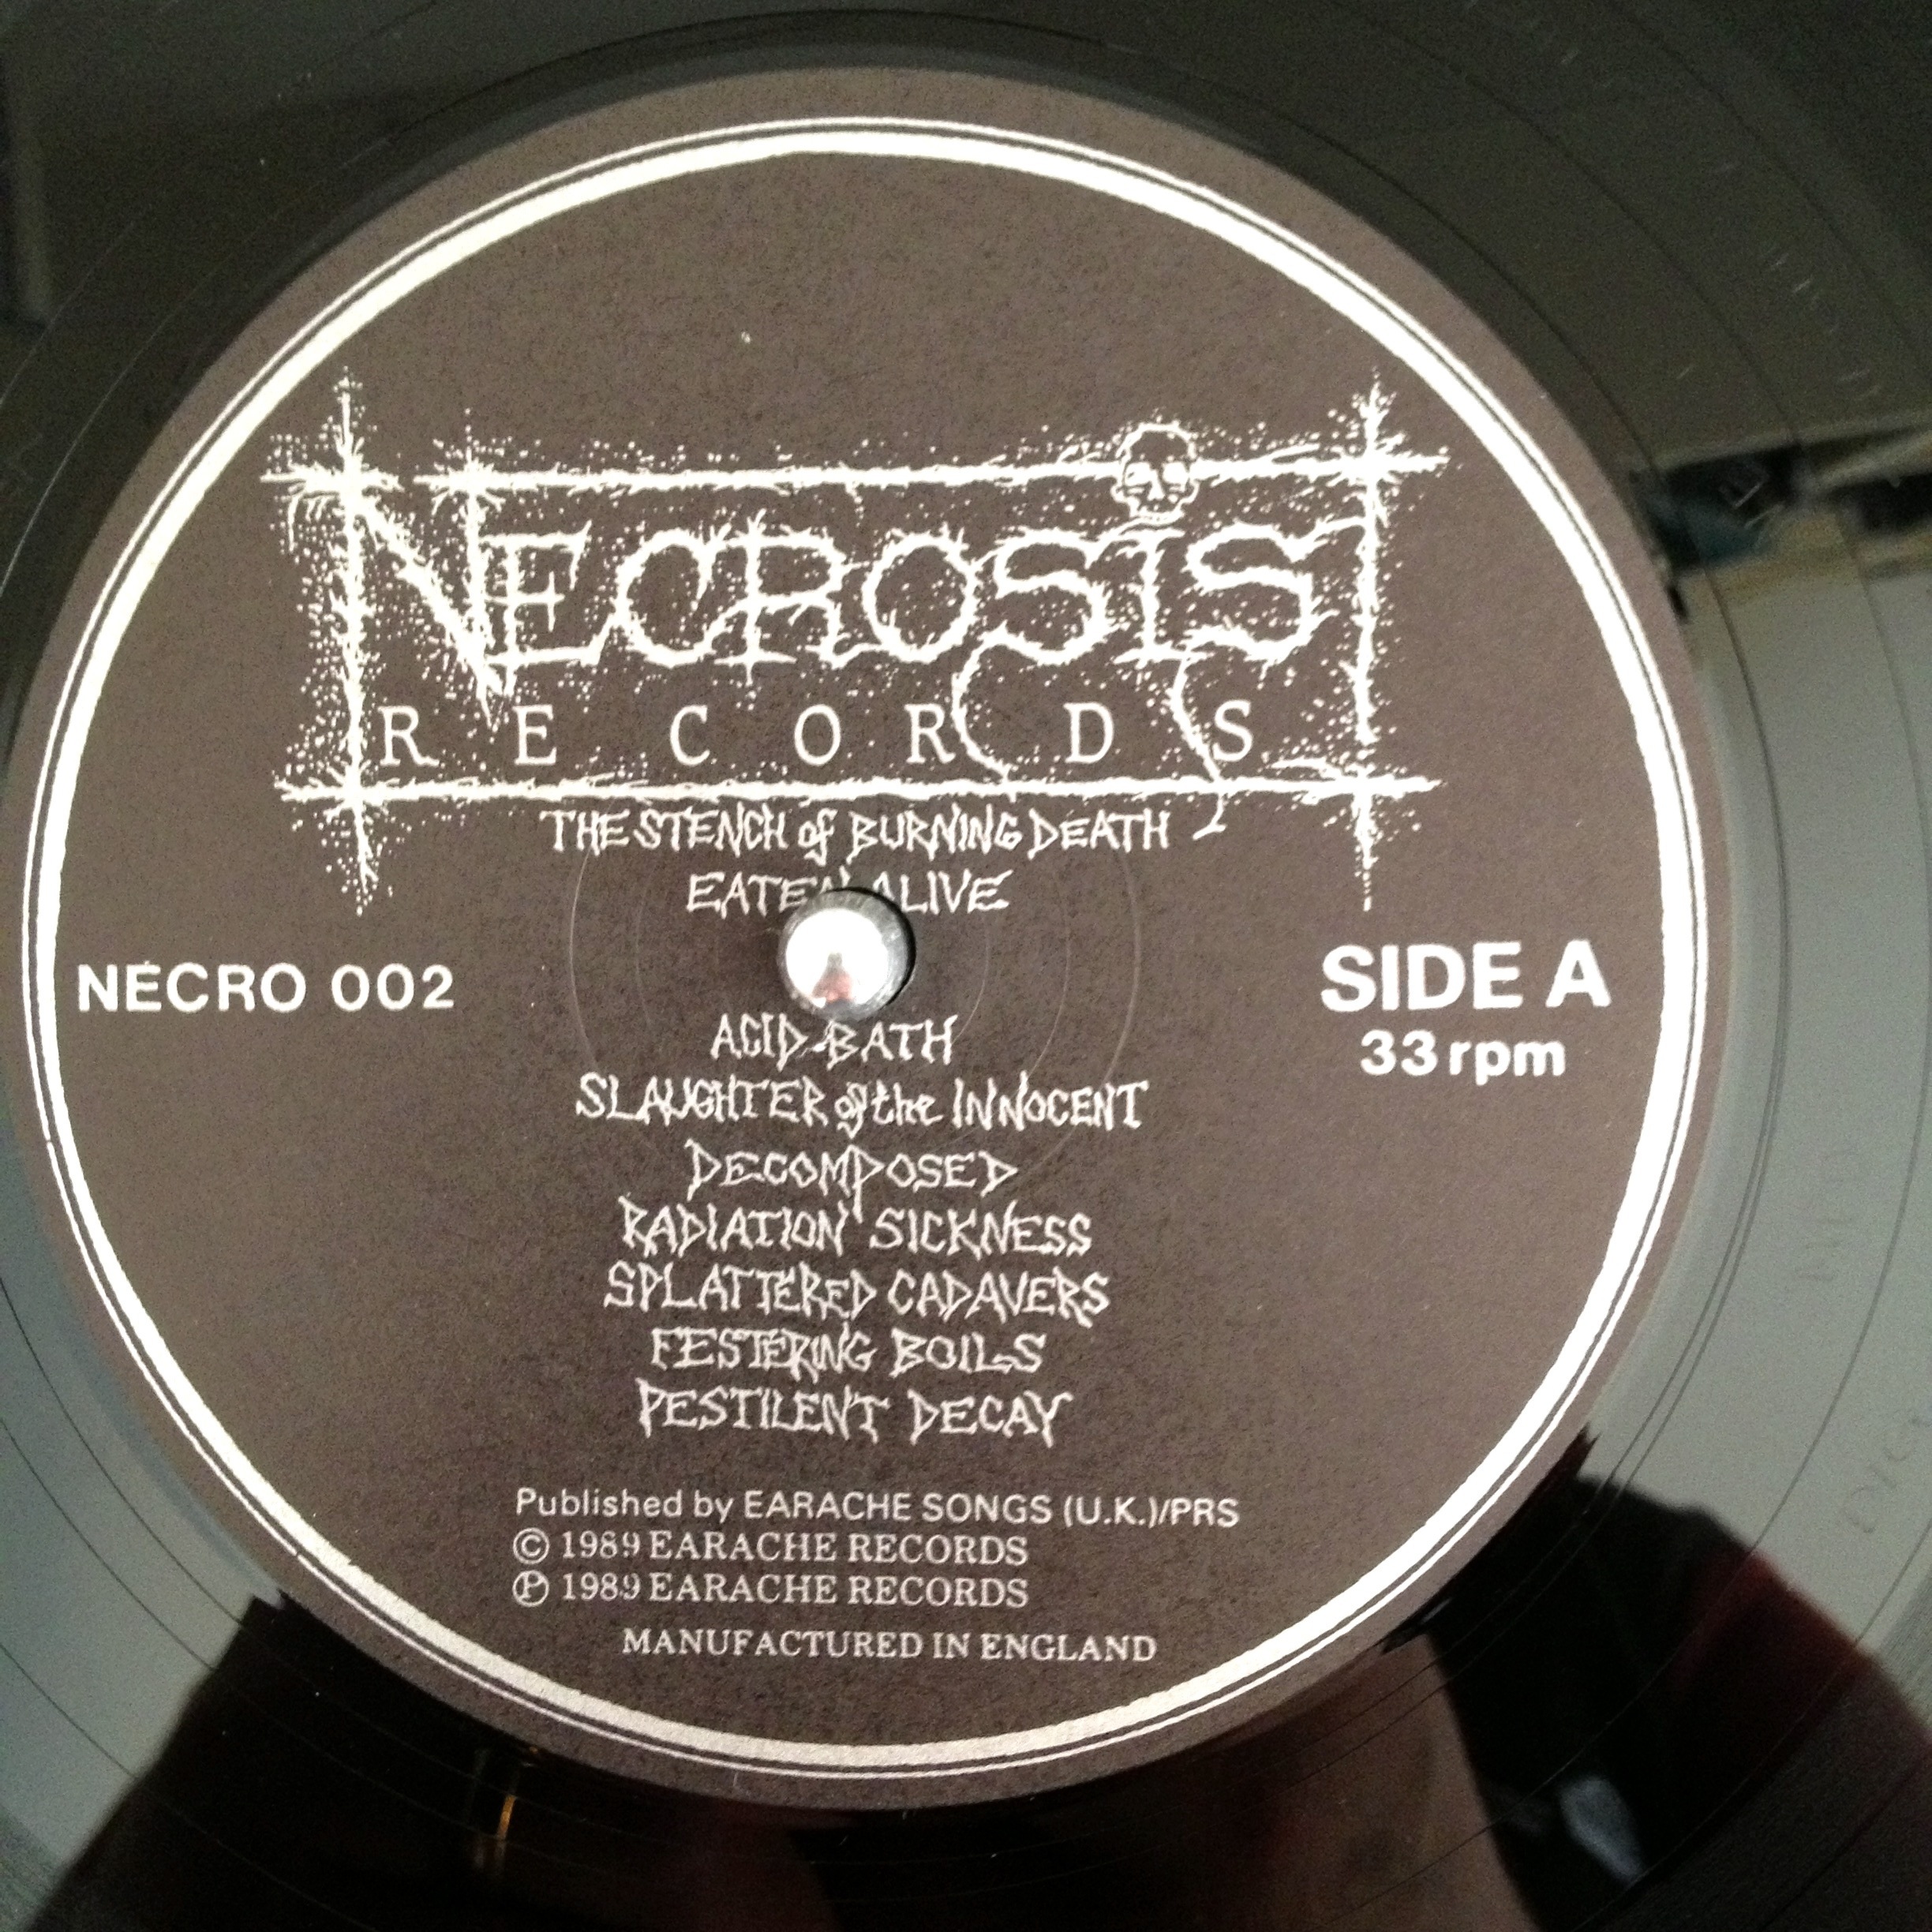 NECROSIS
RECORDS
THE STENCH of BURNING DEATH
EATEN ALIVE
NECRO 002
SIDE A
33 rpm
ACID BATH
SLAUGHTER of the INNOCENT
DECOMPOSED
RADIATION SICKNESS
SPLATTERED CADAVERS
FESTERING BOILS
PESTILENT DECAY
Published by EARACHE SONGS (U.K.)/PRS
© 1989 EARACHE RECORDS
℗ 1989 EARACHE RECORDS
MANUFACTURED IN ENGLAND